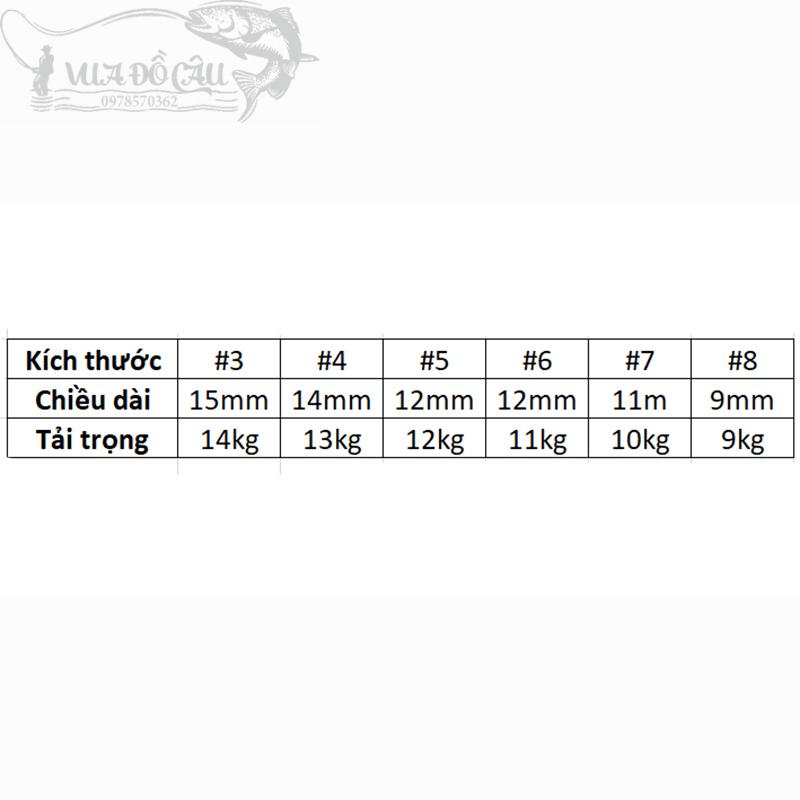 VUA ĐỒ CÂU
0978570362
Kích thước #3 #4 #5 #6 #7 #8
Chiều dài 15mm 14mm 12mm 12mm 11m 9mm
Tải trọng 14kg 13kg 12kg 11kg 10kg 9kg